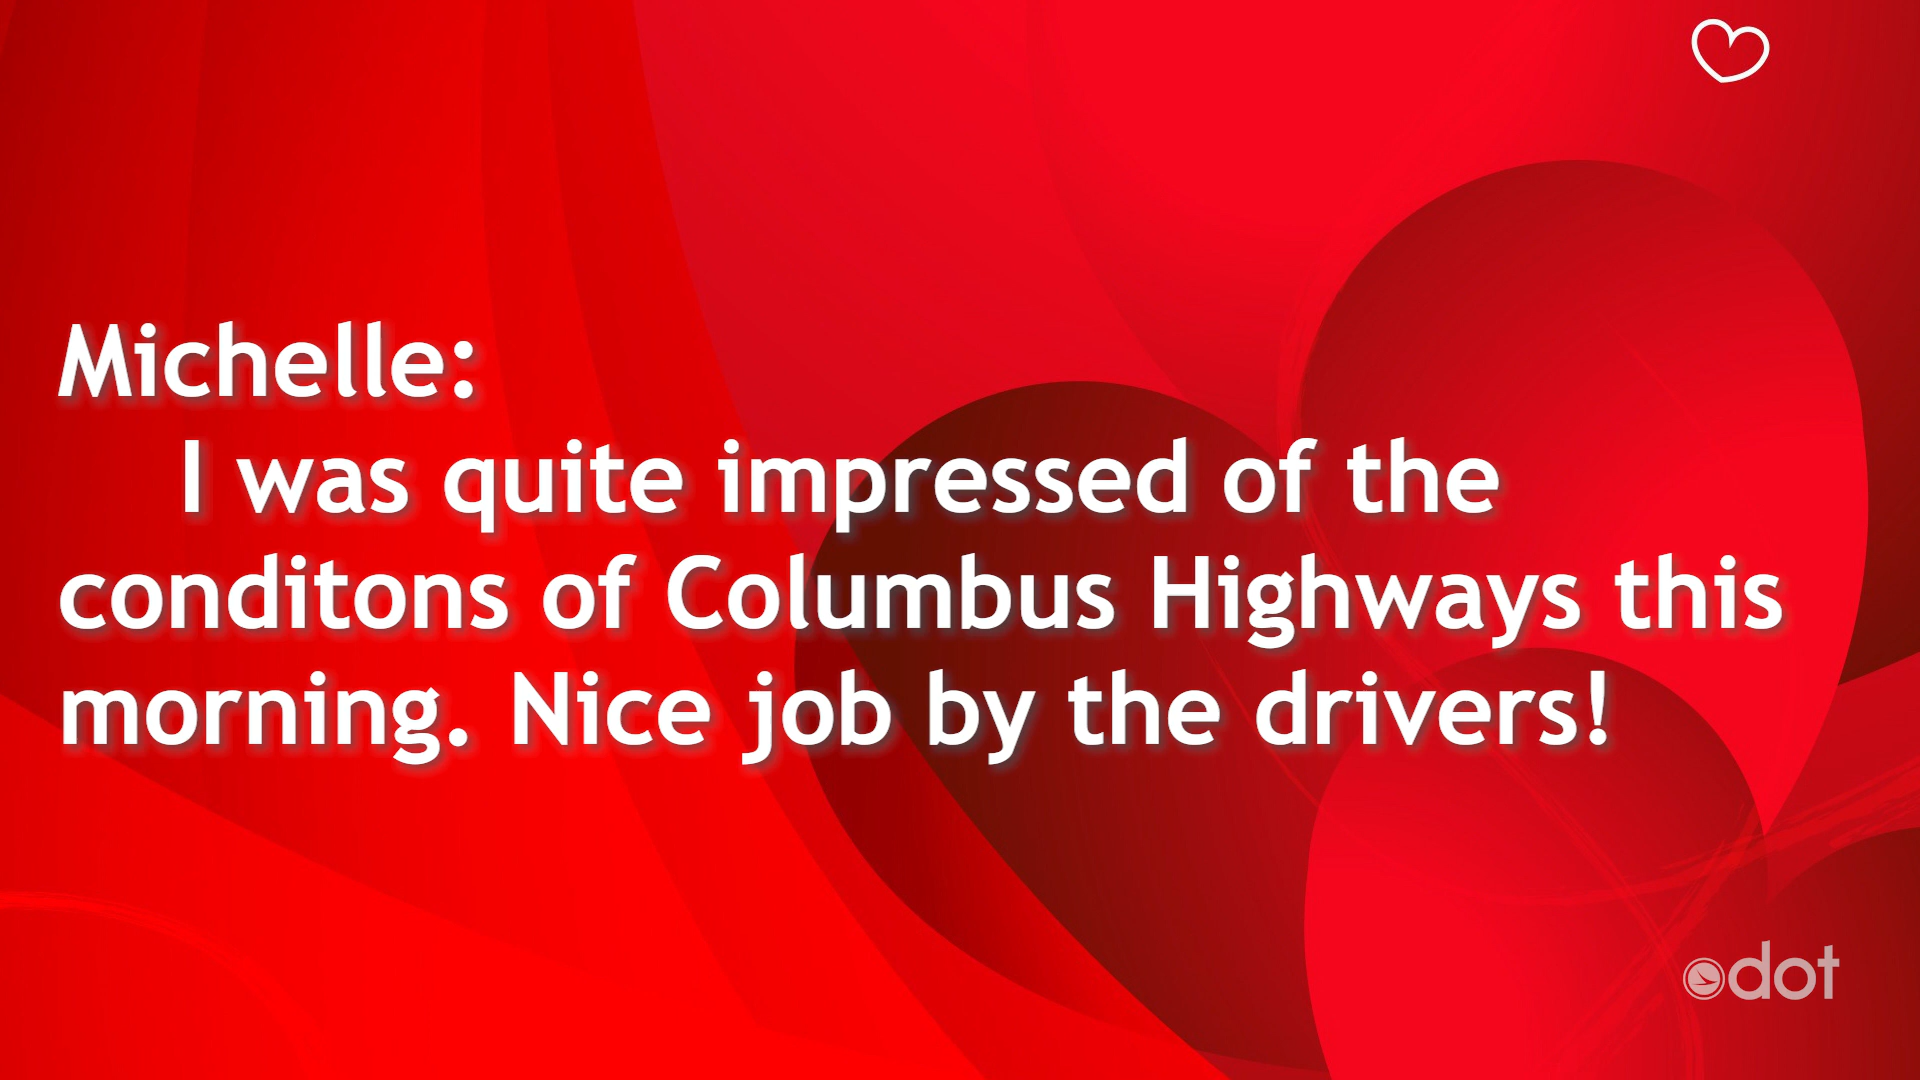 Michelle:
I was quite impressed of the
conditons of Columbus Highways this
morning. Nice job by the drivers!
odot